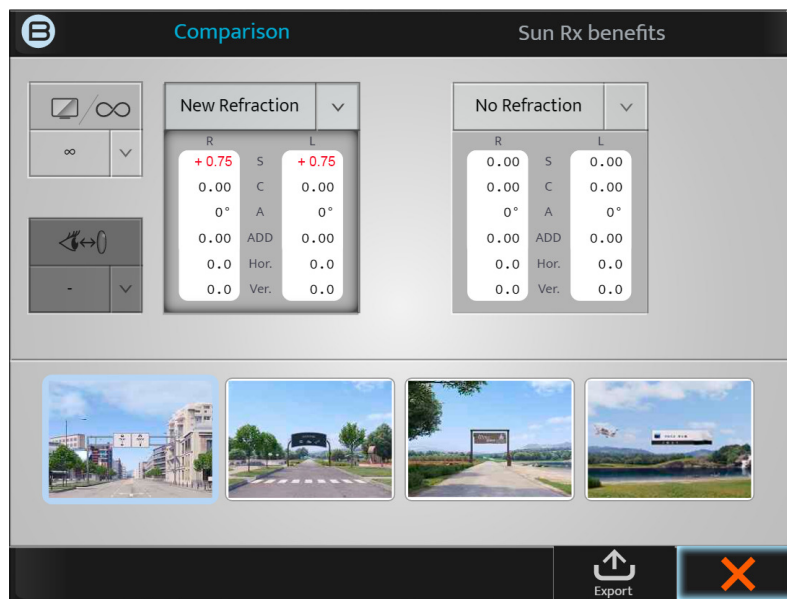 B
Comparison
Sun Rx benefits
∞
∞
-
New Refraction
R L
+ 0.75 S + 0.75
0.00 C 0.00
0° A 0°
0.00 ADD 0.00
0.0 Hor. 0.0
0.0 Ver. 0.0
No Refraction
R L
0.00 S 0.00
0.00 C 0.00
0° A 0°
0.00 ADD 0.00
0.0 Hor. 0.0
0.0 Ver. 0.0
Export